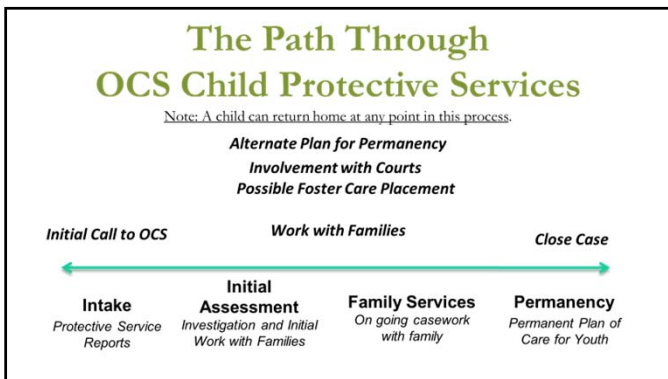 The Path Through
OCS Child Protective Services
Note: A child can return home at any point in this process.
Alternate Plan for Permanency
Involvement with Courts
Possible Foster Care Placement
Initial Call to OCS
Work with Families
Close Case
Intake
Protective Service
Reports
Initial
Assessment
Investigation and Initial
Work with Families
Family Services
On going casework
with family
Permanency
Permanent Plan of
Care for Youth